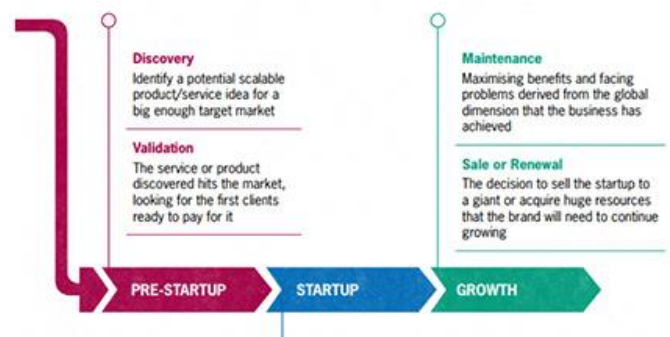 Discovery
Identify a potential scalable
product/service idea for a
big enough target market
Validation
The service or product
discovered hits the market,
looking for the first clients
ready to pay for it
Maintenance
Maximising benefits and facing
problems derived from the global
dimension that the business has
achieved
Sale or Renewal
The decision to sell the startup to
a giant or acquire huge resources
that the brand will need to continue
growing
PRE-STARTUP
STARTUP
GROWTH